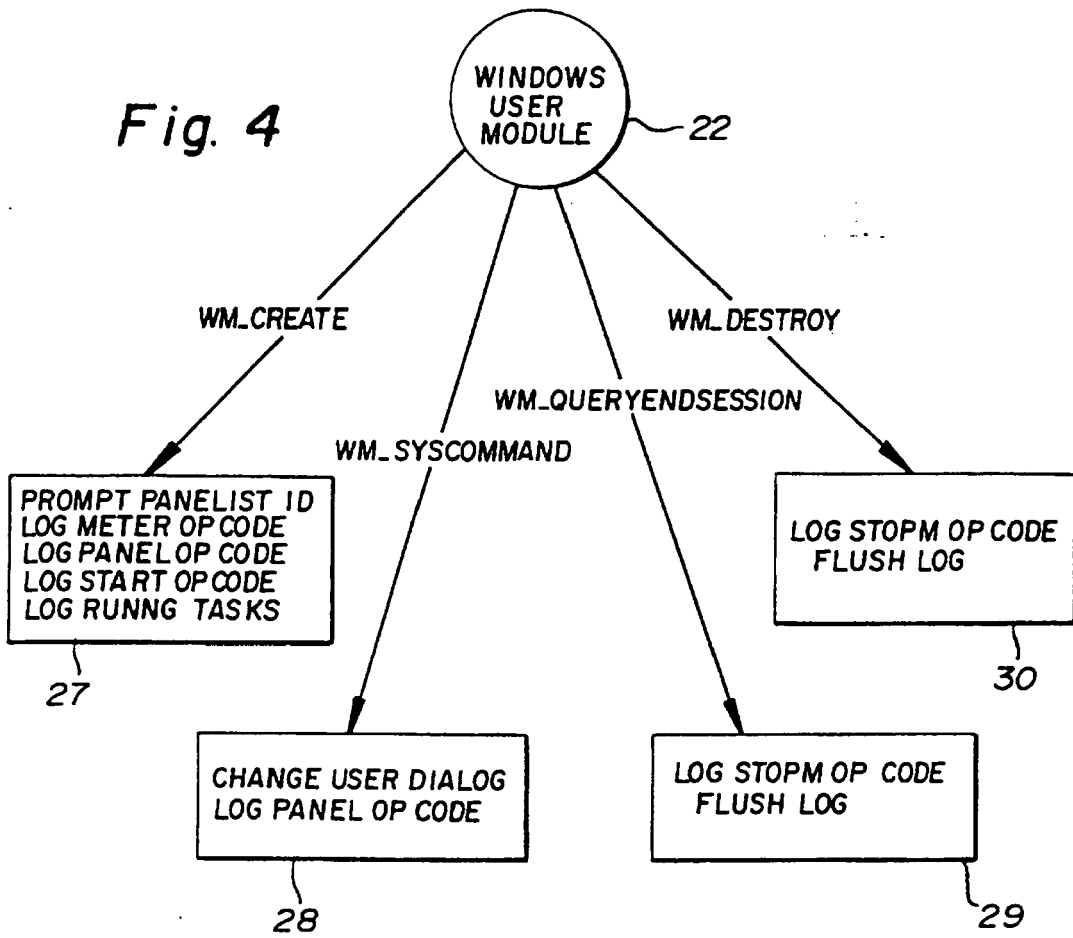 Fig. 4
WINDOWS
USER
MODULE
22
WM_CREATE
WM_DESTROY
WM_QUERYENDSESSION
WM_SYSCOMMAND
PROMPT PANELIST ID
LOG METER OP CODE
LOG PANEL OP CODE
LOG START OP CODE
LOG RUNNG TASKS
27
LOG STOPM OP CODE
FLUSH LOG
30
CHANGE USER DIALOG
LOG PANEL OP CODE
28
LOG STOPM OP CODE
FLUSH LOG
29